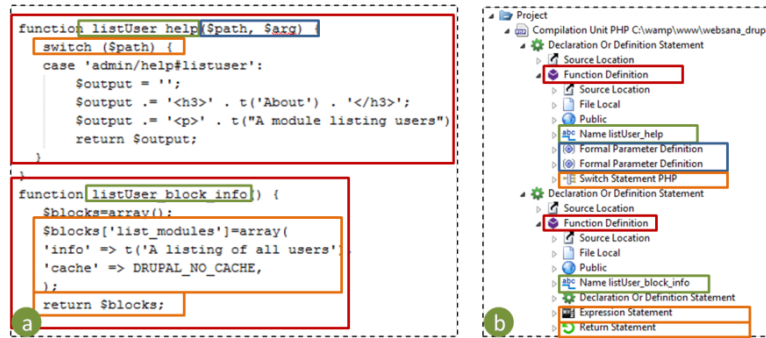 function listUser_help($path, $arg) {
switch ($path) {
case 'admin/help#listuser':
$output = '';
$output .= '<h3>' . t('About') . '</h3>';
$output .= '<p>' . t("A module listing users")
return $output;
}
}
function listUser_block_info() {
$blocks=array();
$blocks['list_modules']=array(
'info' => t('A listing of all users'),
'cache' => DRUPAL_NO_CACHE,
);
return $blocks;
a
Project
Compilation Unit PHP C:\wamp\www\websana_drup
Declaration Or Definition Statement
Source Location
Function Definition
Source Location
File Local
Public
Name listUser_help
Formal Parameter Definition
Formal Parameter Definition
Switch Statement PHP
Declaration Or Definition Statement
Source Location
Function Definition
Source Location
File Local
Public
Name listUser_block_info
Declaration Or Definition Statement
Expression Statement
Return Statement
b